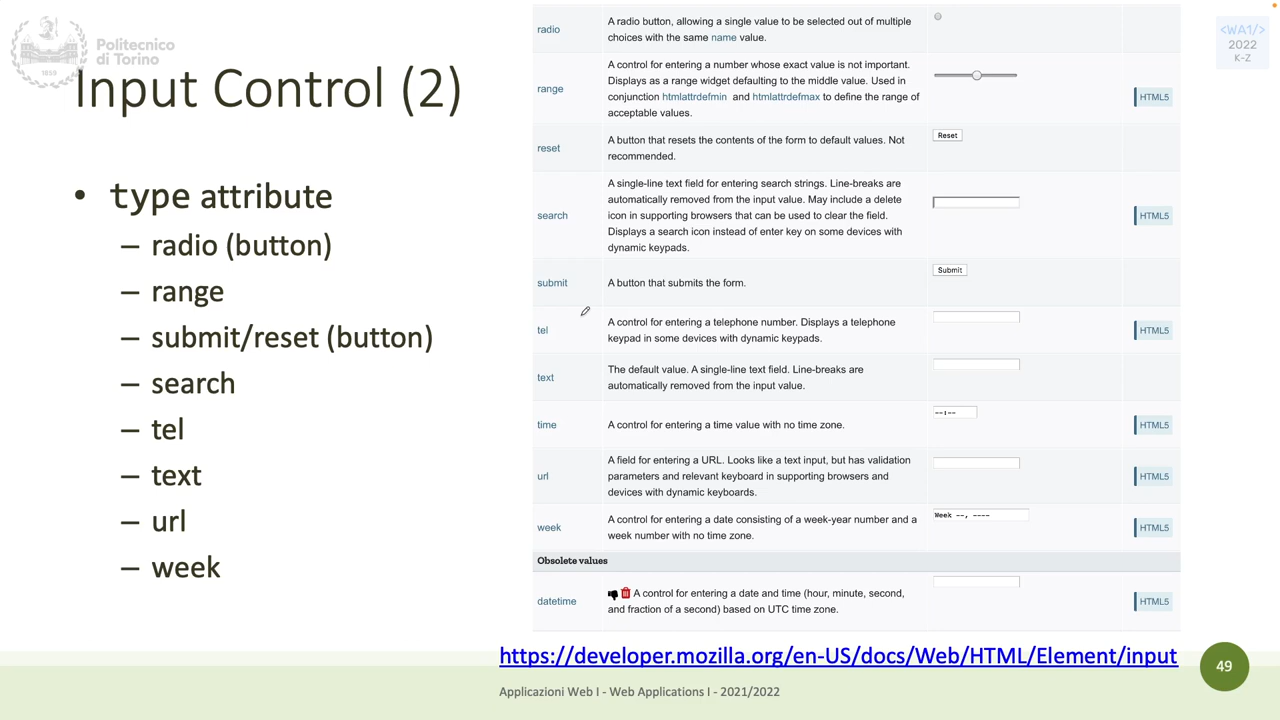 Politecnico
di Torino
1859
Input Control (2)
• type attribute
– radio (button)
– range
– submit/reset (button)
– search
– tel
– text
– url
– week
radio
A radio button, allowing a single value to be selected out of multiple
choices with the same name value.
range
A control for entering a number whose exact value is not important.
Displays as a range widget defaulting to the middle value. Used in
conjunction htmlattrdefmin and htmlattrdefmax to define the range of
acceptable values.
HTML5
reset
A button that resets the contents of the form to default values. Not
recommended.
Reset
search
A single-line text field for entering search strings. Line-breaks are
automatically removed from the input value. May include a delete
icon in supporting browsers that can be used to clear the field.
Displays a search icon instead of enter key on some devices with
dynamic keypads.
HTML5
submit
A button that submits the form.
Submit
tel
A control for entering a telephone number. Displays a telephone
keypad in some devices with dynamic keypads.
HTML5
text
The default value. A single-line text field. Line-breaks are
automatically removed from the input value.
time
A control for entering a time value with no time zone.
--:--
HTML5
url
A field for entering a URL. Looks like a text input, but has validation
parameters and relevant keyboard in supporting browsers and
devices with dynamic keyboards.
HTML5
week
A control for entering a date consisting of a week-year number and a
week number with no time zone.
Week --, ----
HTML5
Obsolete values
datetime
A control for entering a date and time (hour, minute, second,
and fraction of a second) based on UTC time zone.
HTML5
https://developer.mozilla.org/en-US/docs/Web/HTML/Element/input
Applicazioni Web I - Web Applications I - 2021/2022
49
<WA1/>
2022
K-Z